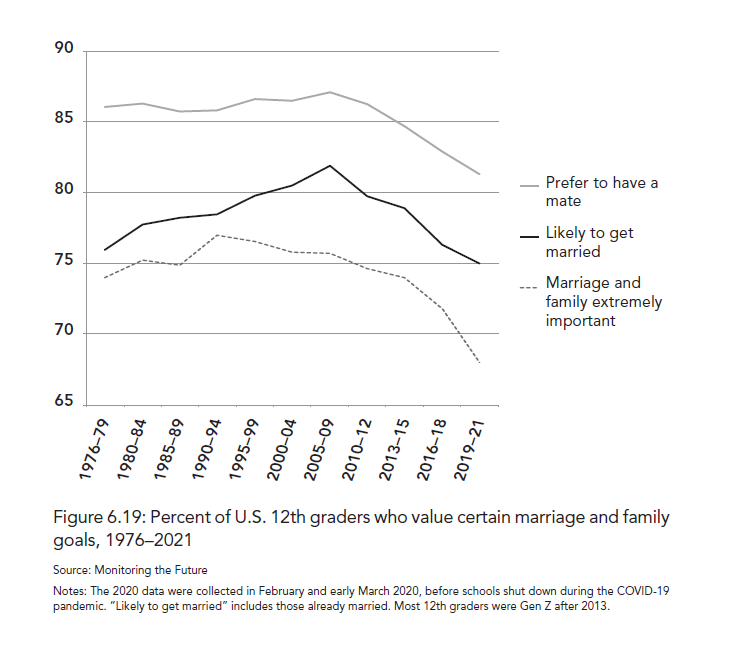 90
85
80
75
70
65
1976–79
1980–84
1985–89
1990–94
1995–99
2000–04
2005–09
2010–12
2013–15
2016–18
2019–21
Prefer to have a
mate
Likely to get
married
Marriage and
family extremely
important
Figure 6.19: Percent of U.S. 12th graders who value certain marriage and family
goals, 1976–2021
Source: Monitoring the Future
Notes: The 2020 data were collected in February and early March 2020, before schools shut down during the COVID-19
pandemic. “Likely to get married” includes those already married. Most 12th graders were Gen Z after 2013.